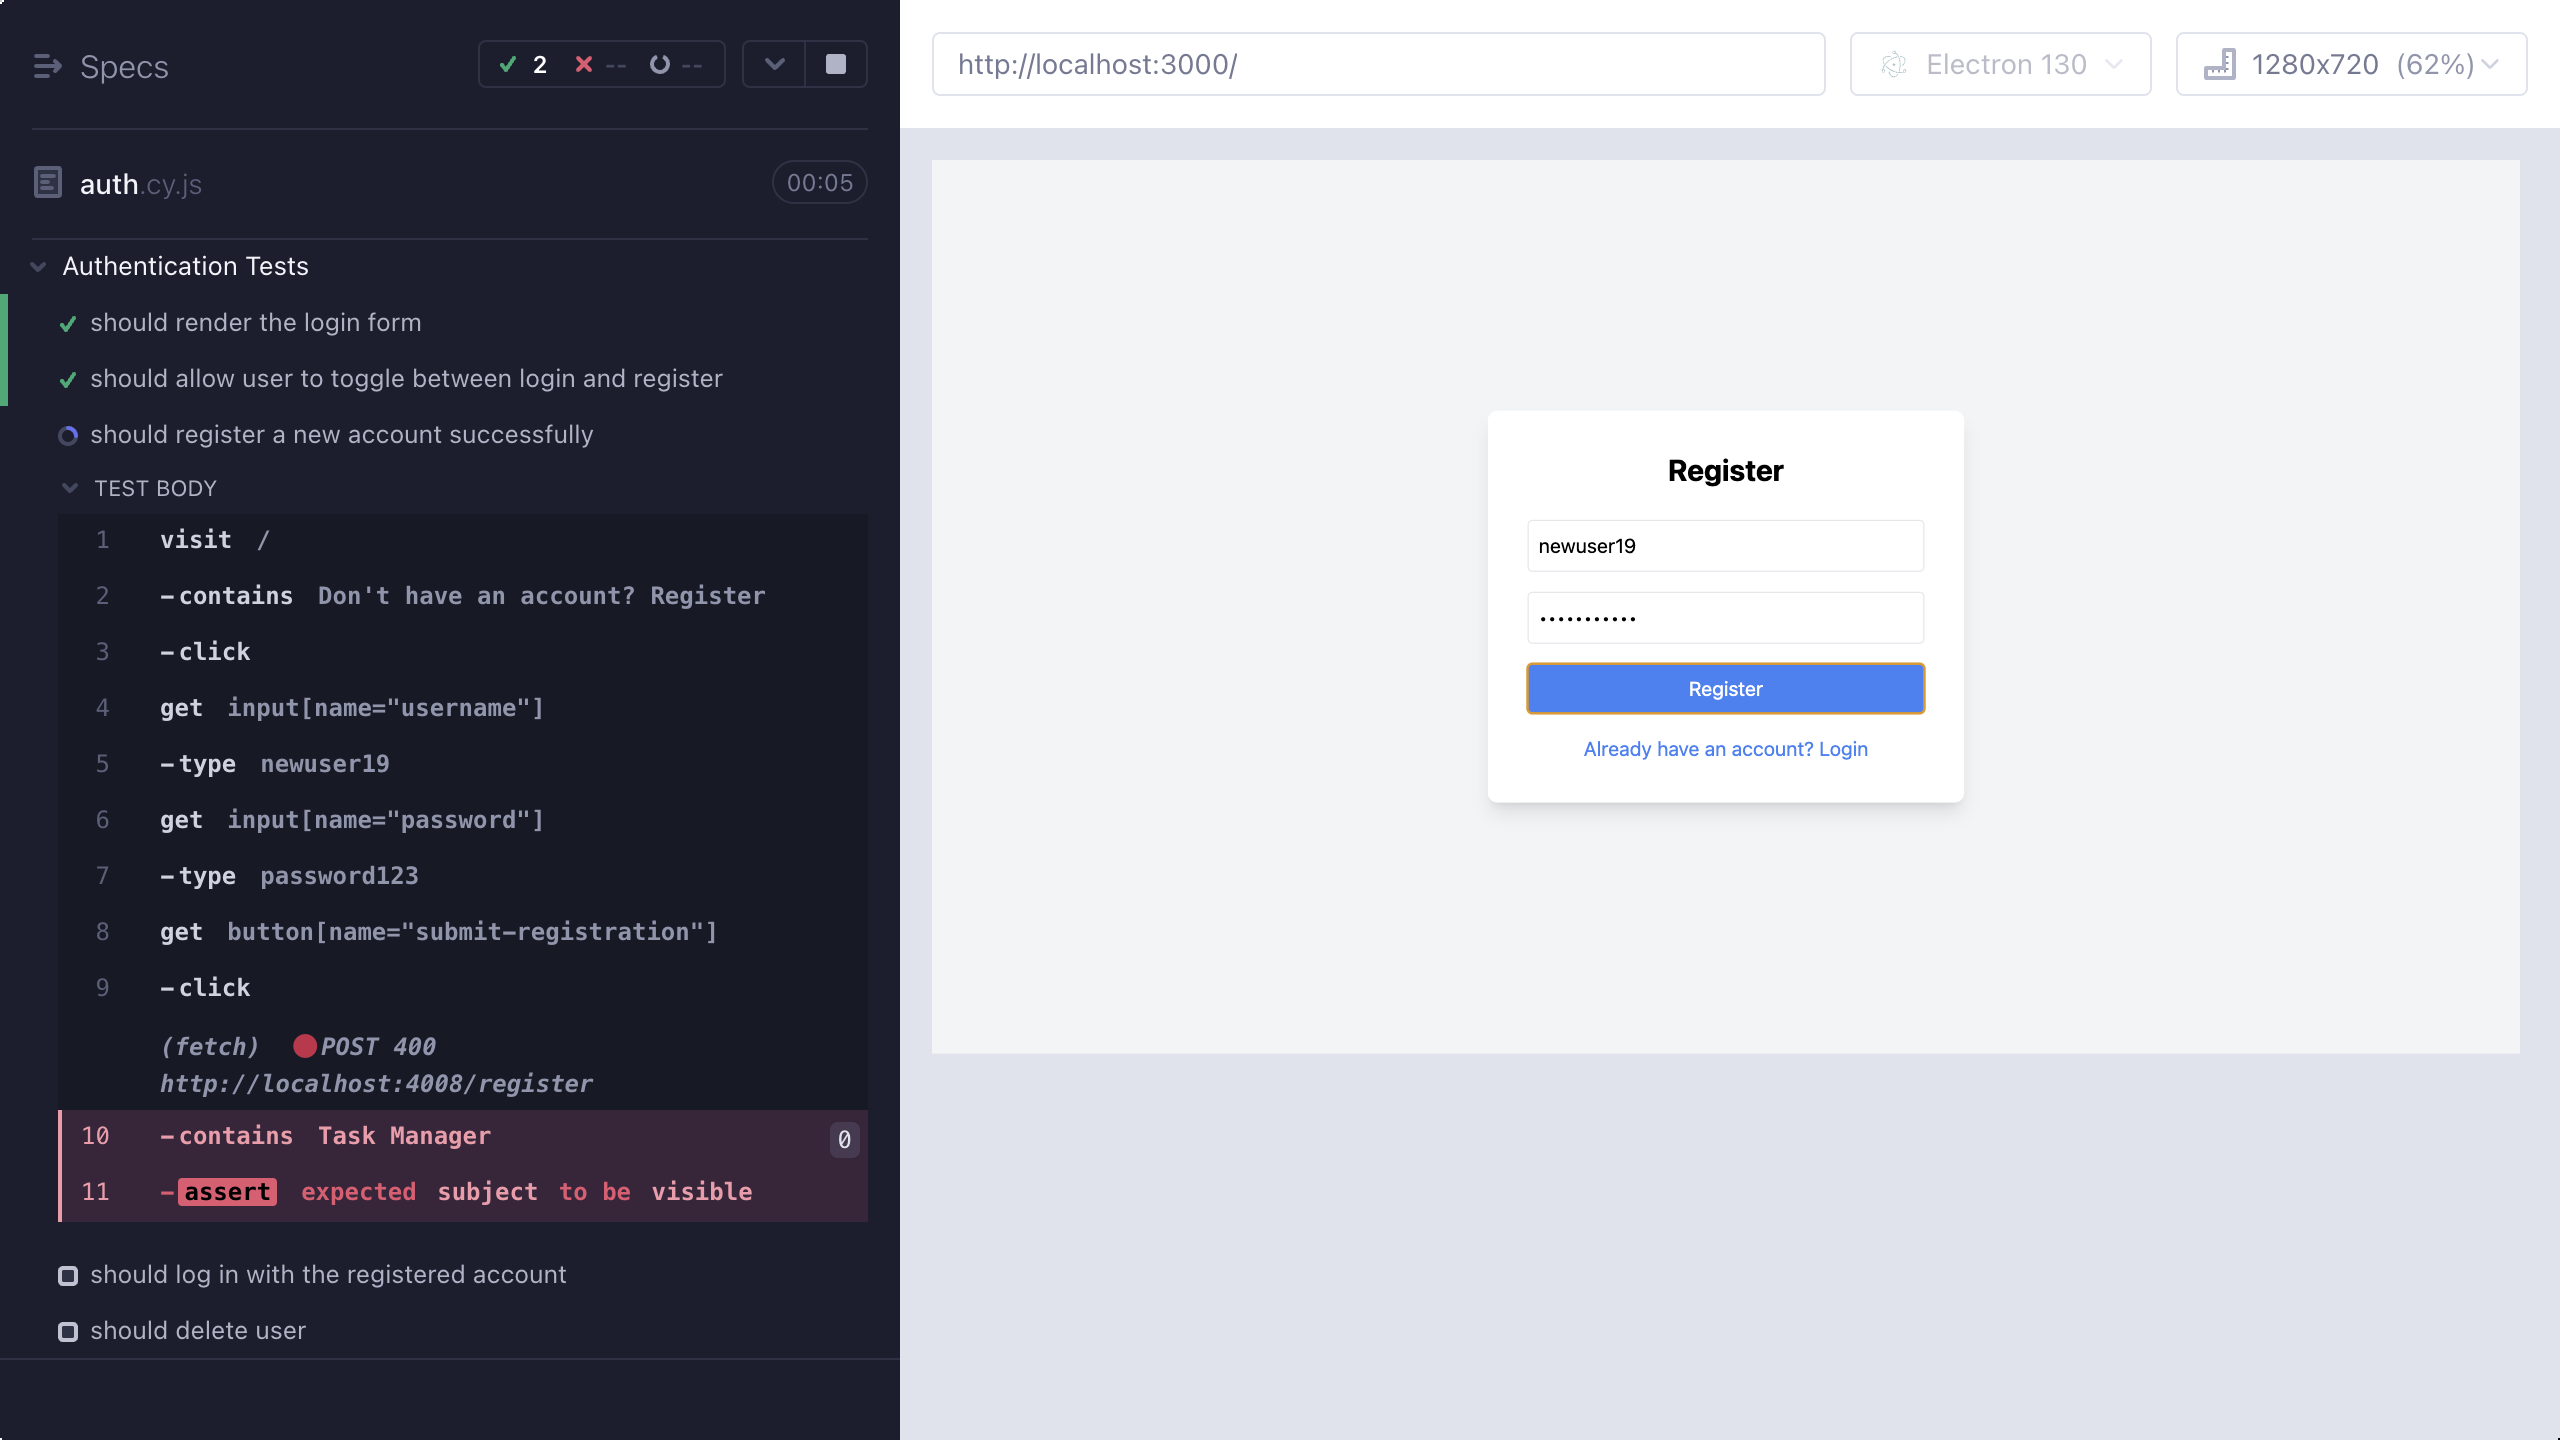 Specs
2
--
--
auth.cy.js
00:05
Authentication Tests
should render the login form
should allow user to toggle between login and register
should register a new account successfully
TEST BODY
1 visit /
2 -contains Don't have an account? Register
3 -click
4 get input[name="username"]
5 -type newuser19
6 get input[name="password"]
7 -type password123
8 get button[name="submit-registration"]
9 -click
(fetch) POST 400
http://localhost:4008/register
10 -contains Task Manager 0
11 -assert expected subject to be visible
should log in with the registered account
should delete user
http://localhost:3000/
Electron 130
1280x720 (62%)
Register
newuser19
•••••••••••
Register
Already have an account? Login